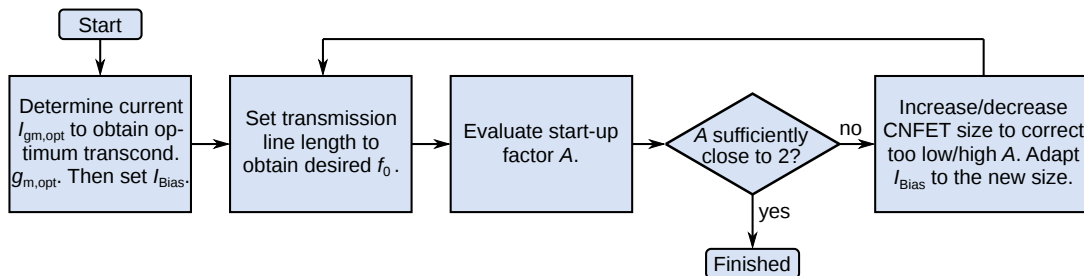 Start
Determine current
I_gm,opt to obtain op-
timum transcond.
g_m,opt. Then set I_Bias.
Set transmission
line length to
obtain desired f_0 .
Evaluate start-up
factor A.
A sufficiently
close to 2?
no
yes
Finished
Increase/decrease
CNFET size to correct
too low/high A. Adapt
I_Bias to the new size.